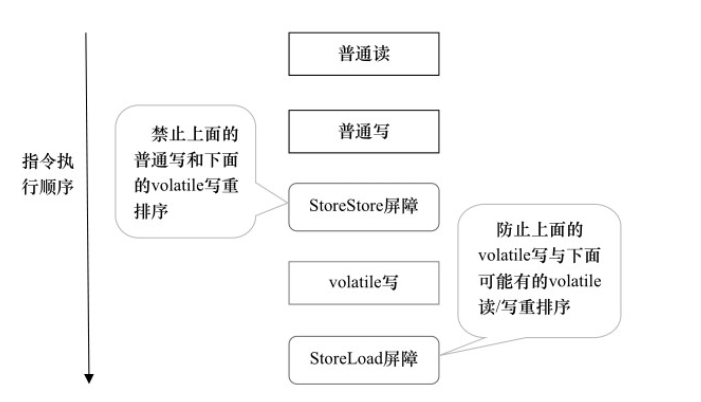 普通读
普通写
禁止上面的
普通写和下面
的volatile写重
排序
指令执
行顺序
StoreStore屏障
防止上面的
volatile写与下面
可能有的volatile
读/写重排序
volatile写
StoreLoad屏障